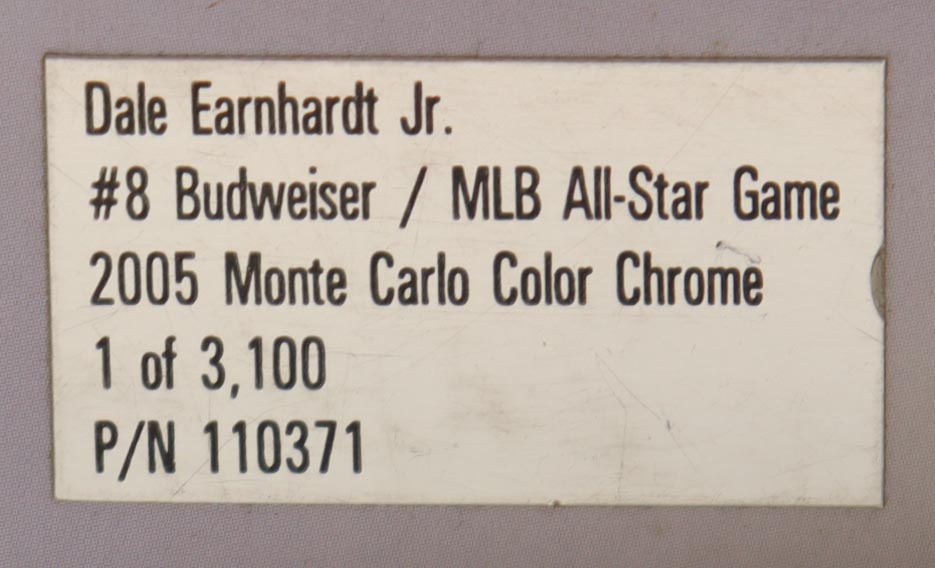 Dale Earnhardt Jr.
#8 Budweiser / MLB All-Star Game
2005 Monte Carlo Color Chrome
1 of 3,100
P/N 110371